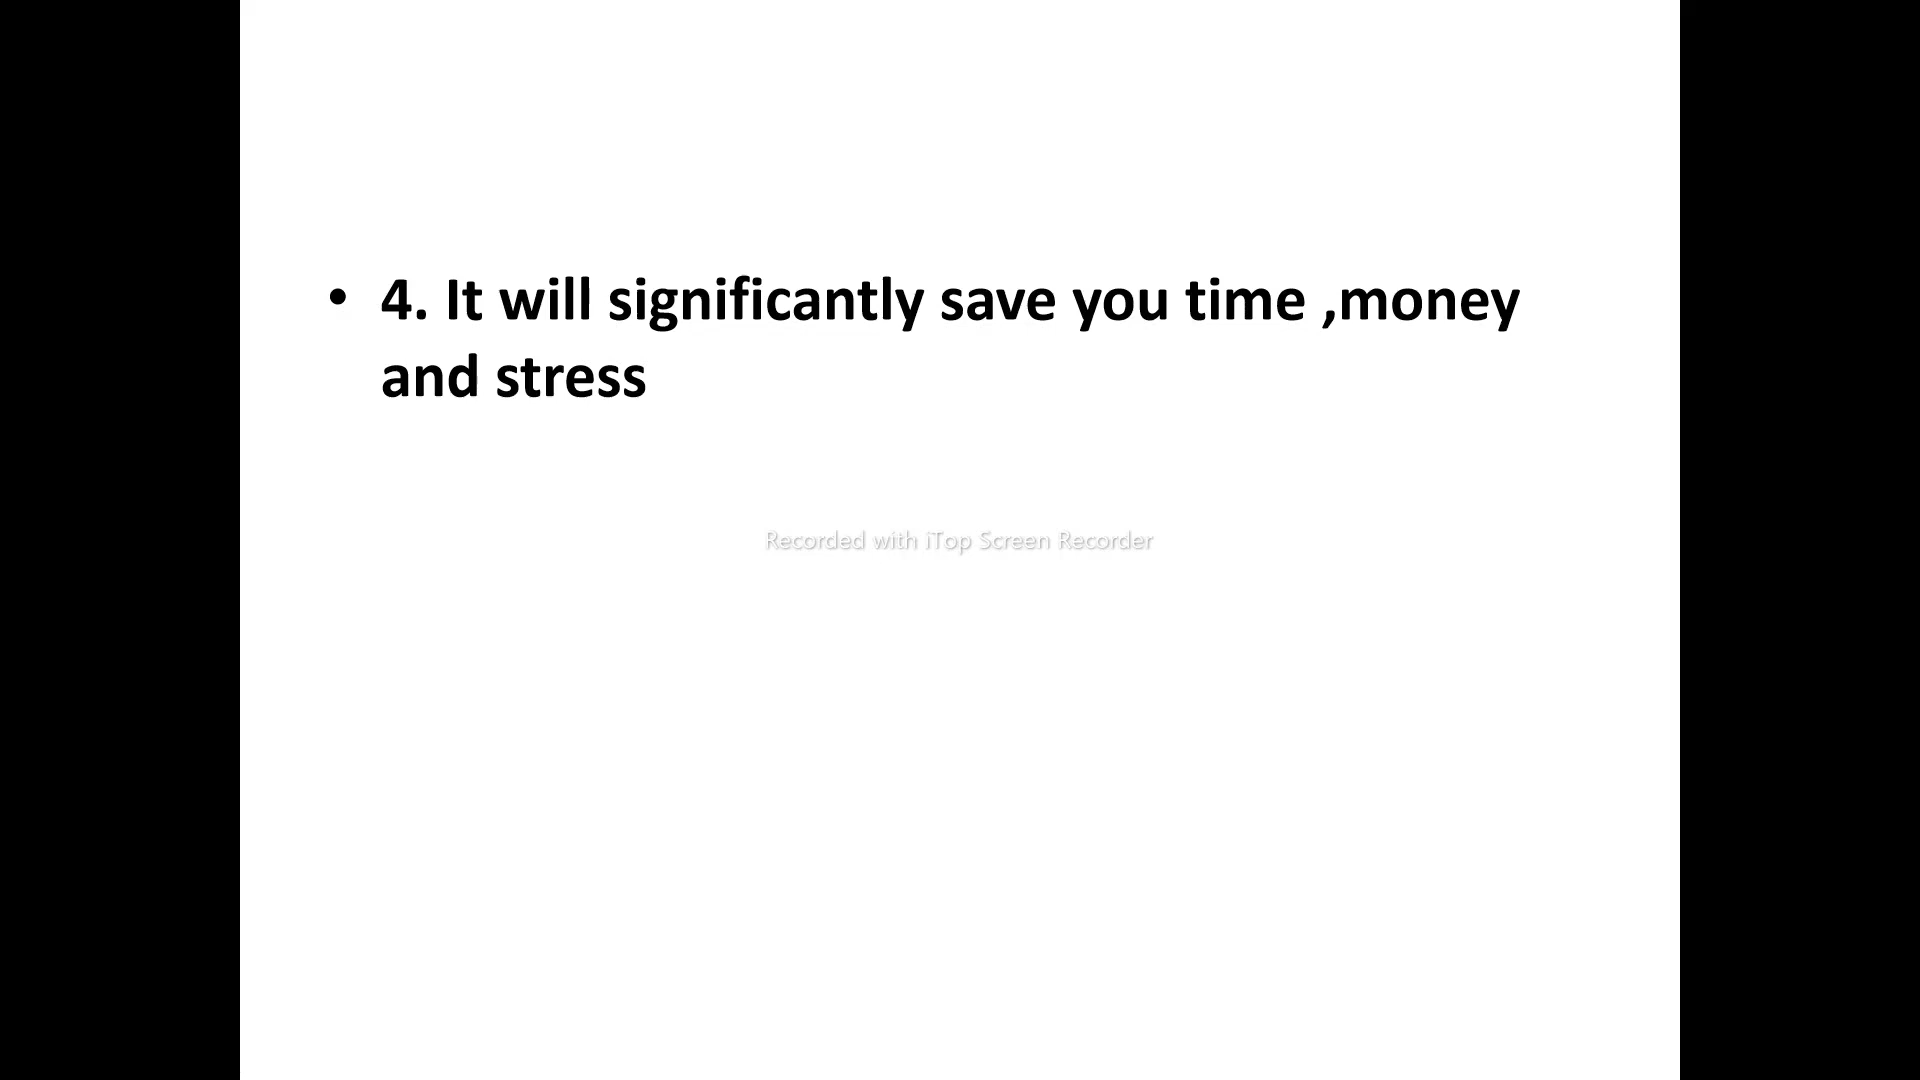 • 4. It will significantly save you time ,money
and stress
Recorded with iTop Screen Recorder